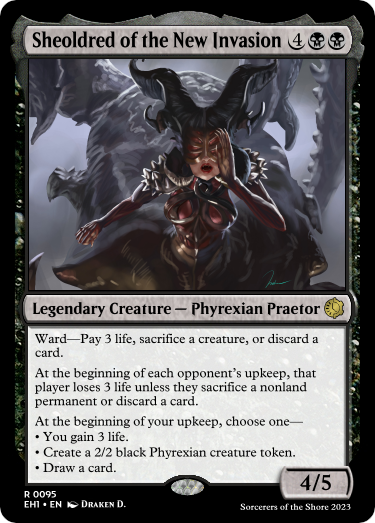 Sheoldred of the New Invasion 4
Legendary Creature — Phyrexian Praetor
Ward—Pay 3 life, sacrifice a creature, or discard a
card.
At the beginning of each opponent's upkeep, that
player loses 3 life unless they sacrifice a nonland
permanent or discard a card.
At the beginning of your upkeep, choose one—
• You gain 3 life.
• Create a 2/2 black Phyrexian creature token.
• Draw a card.
4/5
R 0095
EH1 • EN Draken D.
Sorcerers of the Shore 2023